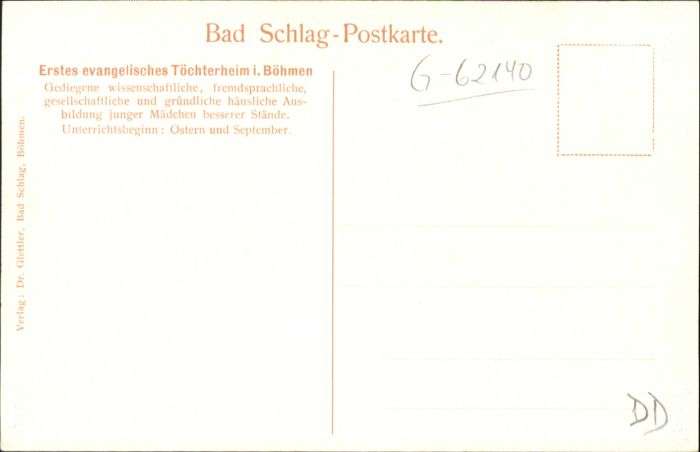 Bad Schlag-Postkarte.
Erstes evangelisches Töchterheim i. Böhmen
Gediegene wissenschaftliche, fremdsprachliche,
gesellschaftliche und gründliche häusliche Aus-
bildung junger Mädchen besserer Stände.
Unterrichtsbeginn: Ostern und September.
G-62140
Verlag: Dr. Glettler, Bad Schlag, Böhmen.
DD